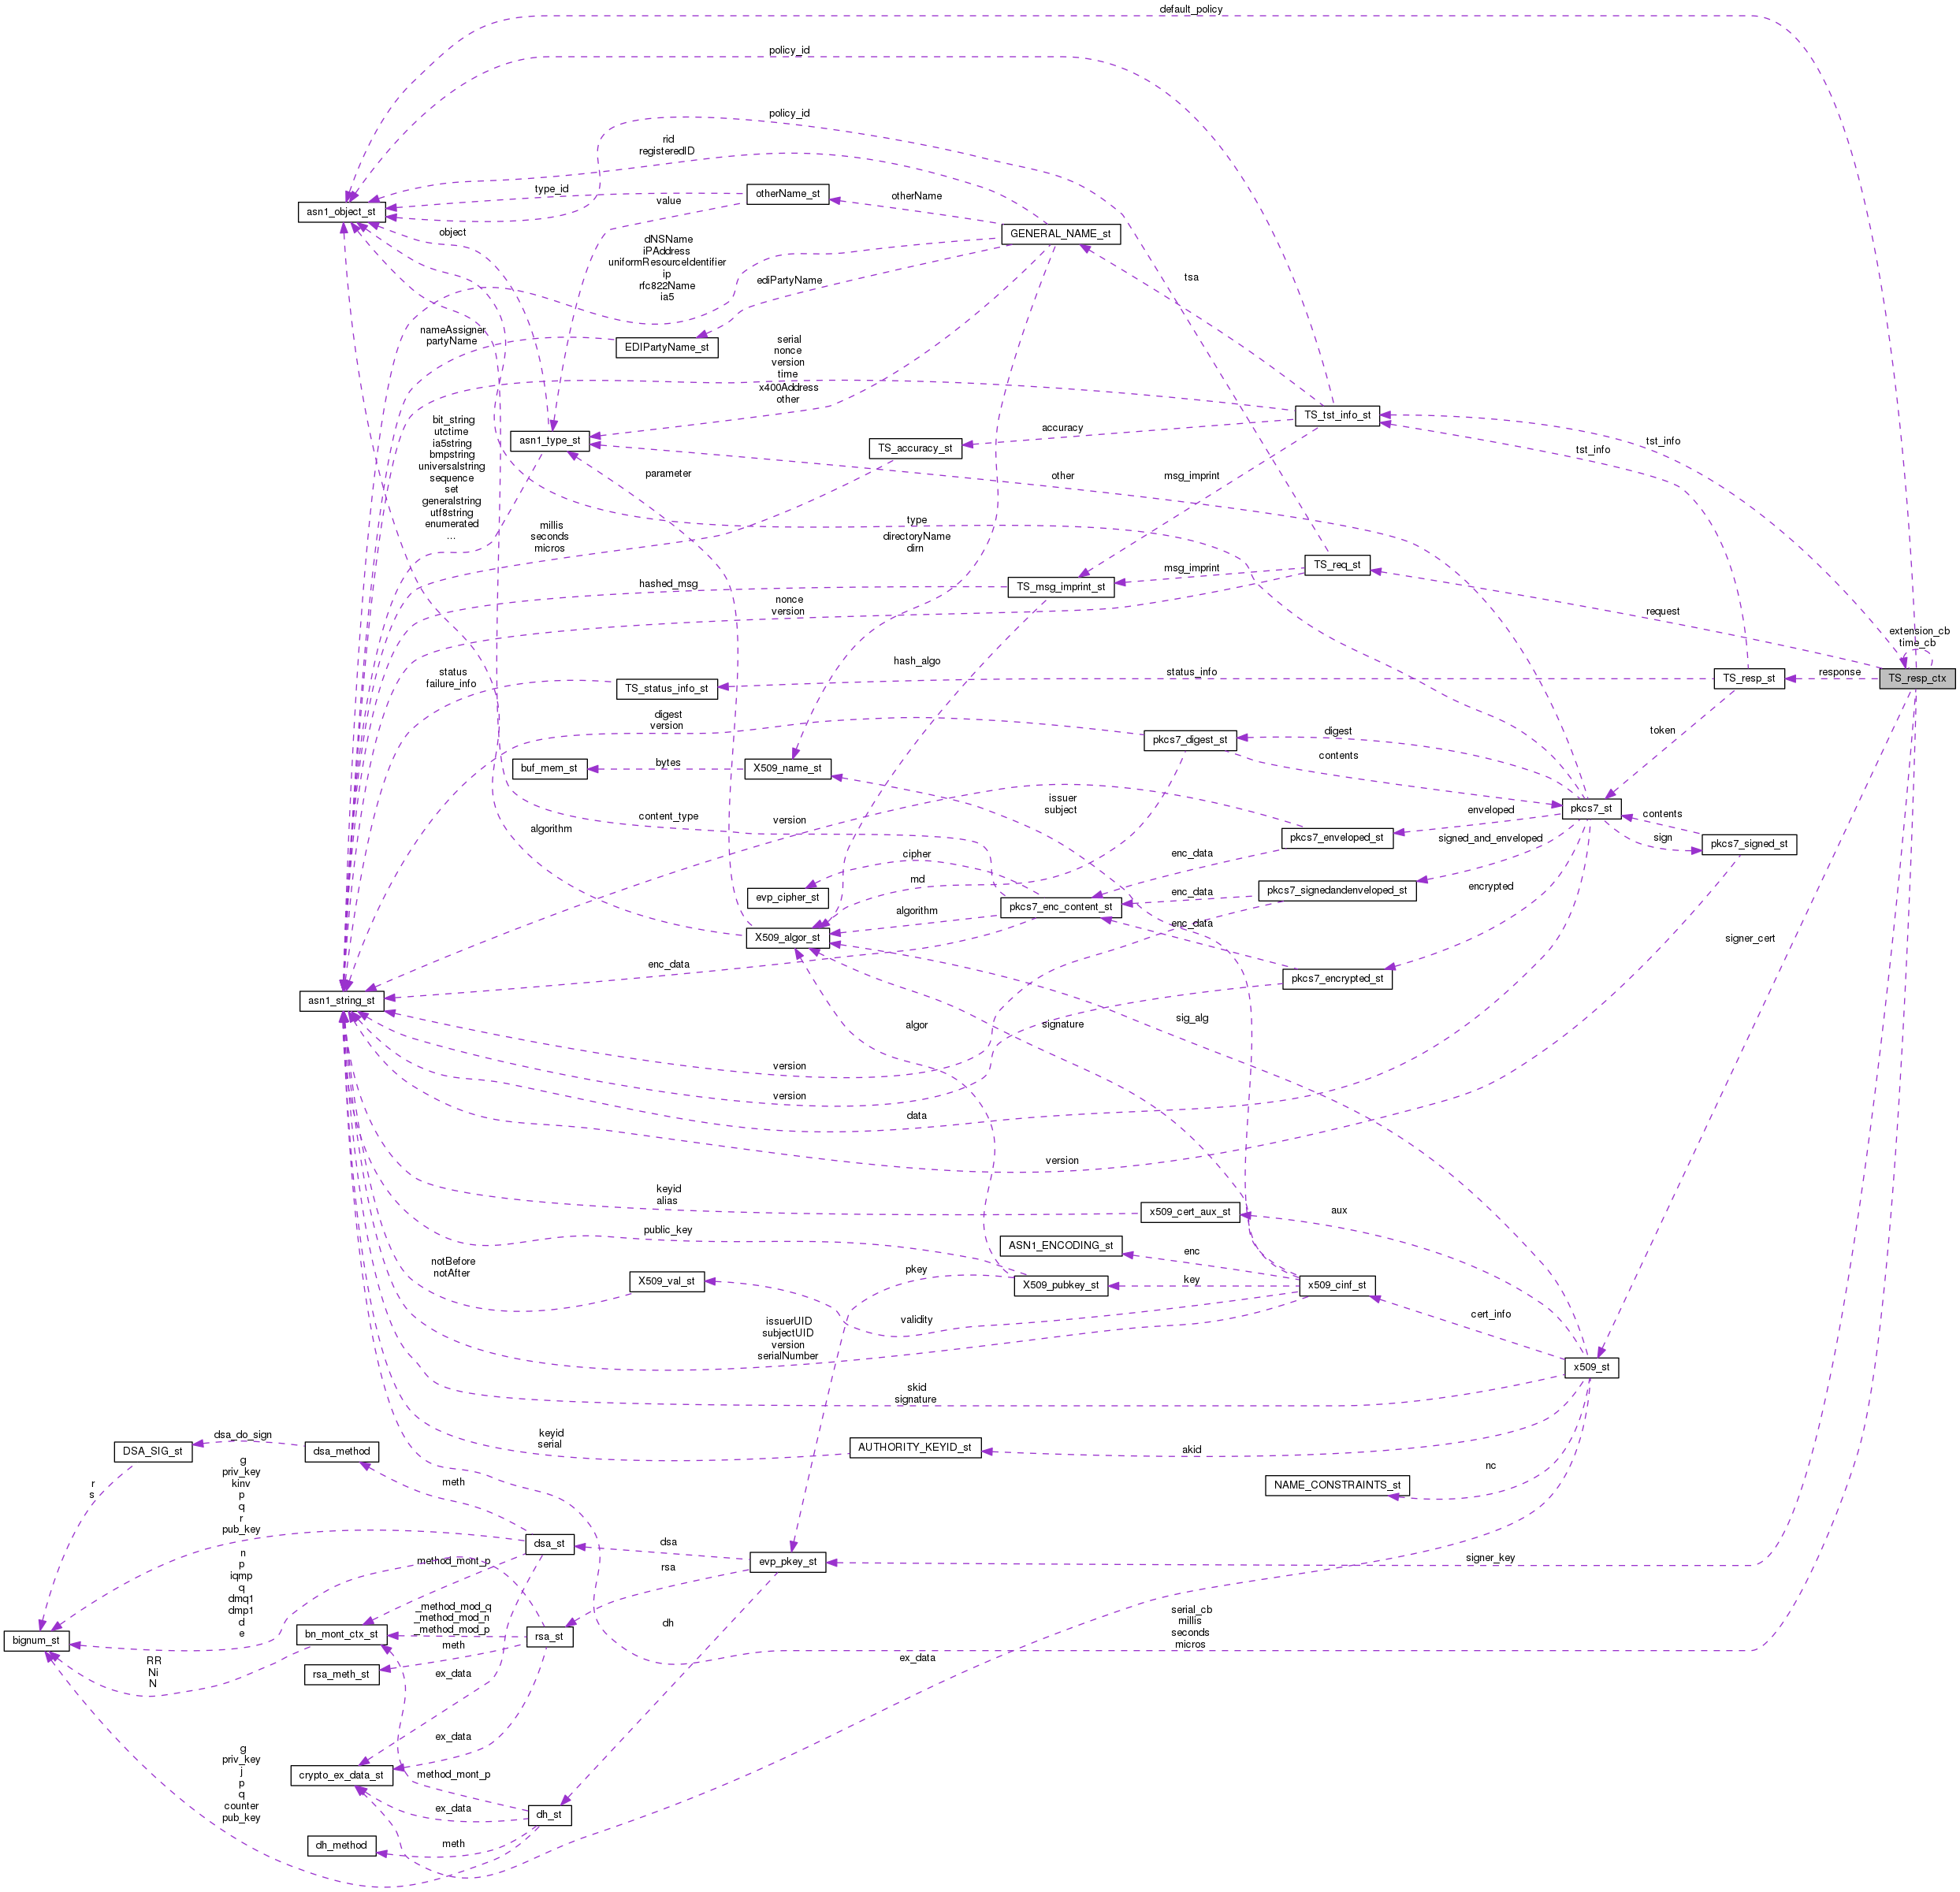 default_policy
policy_id
policy_id
rid
registeredID
type_id
otherName_st
otherName
value
asn1_object_st
GENERAL_NAME_st
object
dNSName
iPAddress
uniformResourceIdentifier
ip
rfc822Name
ia5
ediPartyName
tsa
nameAssigner
partyName
EDIPartyName_st
serial
nonce
version
time
x400Address
other
TS_tst_info_st
bit_string
utctime
ia5string
bmpstring
universalstring
sequence
set
generalstring
utf8string
enumerated
...
asn1_type_st
accuracy
TS_accuracy_st
tst_info
tst_info
parameter
other
msg_imprint
millis
seconds
micros
type
directoryName
dirn
TS_req_st
msg_imprint
hashed_msg
TS_msg_imprint_st
nonce
version
request
extension_cb
time_cb
status
failure_info
hash_algo
TS_status_info_st
status_info
TS_resp_st
response
TS_resp_ctx
digest
version
pkcs7_digest_st
digest
token
contents
buf_mem_st
bytes
X509_name_st
issuer
subject
pkcs7_st
enveloped
contents
content_type
version
algorithm
pkcs7_enveloped_st
signed_and_enveloped
sign
pkcs7_signed_st
cipher
enc_data
md
evp_cipher_st
enc_data
pkcs7_signedandenveloped_st
encrypted
pkcs7_enc_content_st
algorithm
enc_data
X509_algor_st
signer_cert
enc_data
pkcs7_encrypted_st
asn1_string_st
algor
signature
sig_alg
version
version
data
version
keyid
alias
x509_cert_aux_st
aux
public_key
ASN1_ENCODING_st
enc
notBefore
notAfter
X509_val_st
pkey
X509_pubkey_st
key
x509_cinf_st
validity
cert_info
issuerUID
subjectUID
version
serialNumber
x509_st
skid
signature
DSA_SIG_st
dsa_do_sign
dsa_method
keyid
serial
AUTHORITY_KEYID_st
akid
r
s
g
priv_key
kinv
p
q
r
pub_key
meth
nc
NAME_CONSTRAINTS_st
dsa_st
dsa
evp_pkey_st
signer_key
n
p
iqmp
q
dmq1
dmp1
d
e
method_mont_p
rsa
_method_mod_q
_method_mod_n
_method_mod_p
bignum_st
bn_mont_ctx_st
rsa_st
dh
serial_cb
millis
seconds
micros
RR
Ni
N
meth
rsa_meth_st
ex_data
ex_data
ex_data
g
priv_key
j
p
q
counter
pub_key
crypto_ex_data_st
method_mont_p
ex_data
dh_st
dh_method
meth